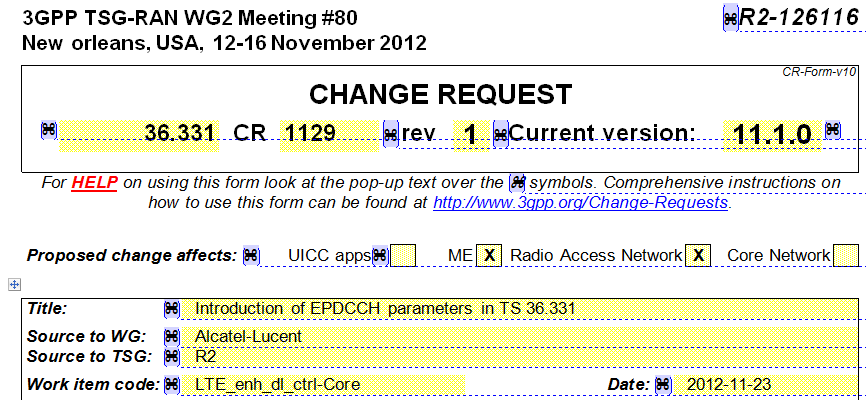 3GPP TSG-RAN WG2 Meeting #80 R2-126116
New orleans, USA, 12-16 November 2012
CR-Form-v10
CHANGE REQUEST
36.331 CR 1129 rev 1 Current version: 11.1.0
For HELP on using this form look at the pop-up text over the ⌘ symbols. Comprehensive instructions on
how to use this form can be found at http://www.3gpp.org/Change-Requests.
Proposed change affects: ⌘ UICC apps⌘ ME X Radio Access Network X Core Network
Title: ⌘ Introduction of EPDCCH parameters in TS 36.331
Source to WG: ⌘ Alcatel-Lucent
Source to TSG: ⌘ R2
Work item code: ⌘ LTE_enh_dl_ctrl-Core Date: ⌘ 2012-11-23